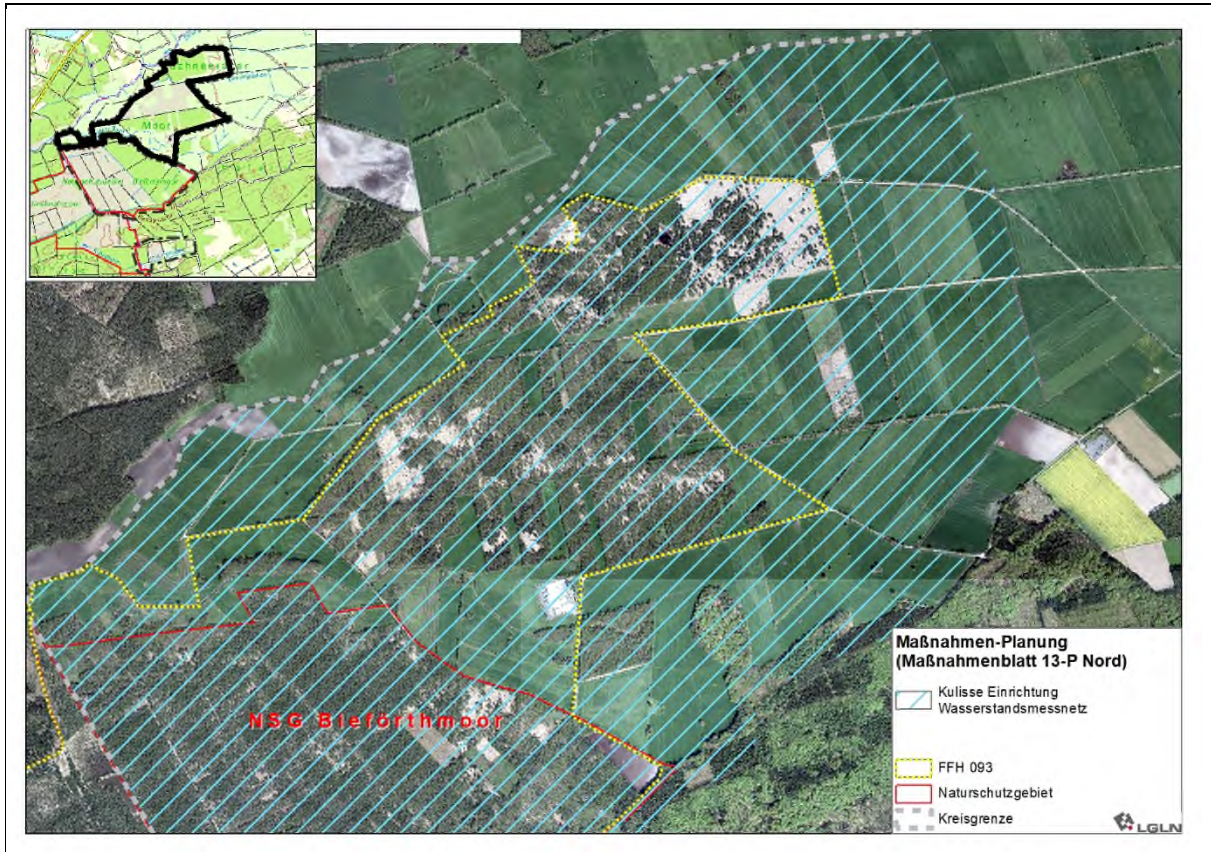 Moor
NSG Bieförthmoor
Maßnahmen-Planung
(Maßnahmenblatt 13-P Nord)
Kulisse Einrichtung
Wasserstandsmessnetz
FFH 093
Naturschutzgebiet
Kreisgrenze
LGLN